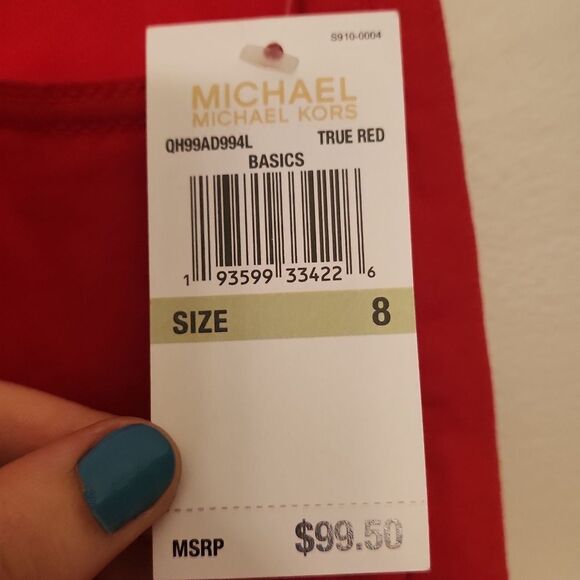 S910-0004
MICHAEL
MICHAEL KORS
QH99AD994L TRUE RED
BASICS
1 93599 33422 6
SIZE 8
MSRP $99.50